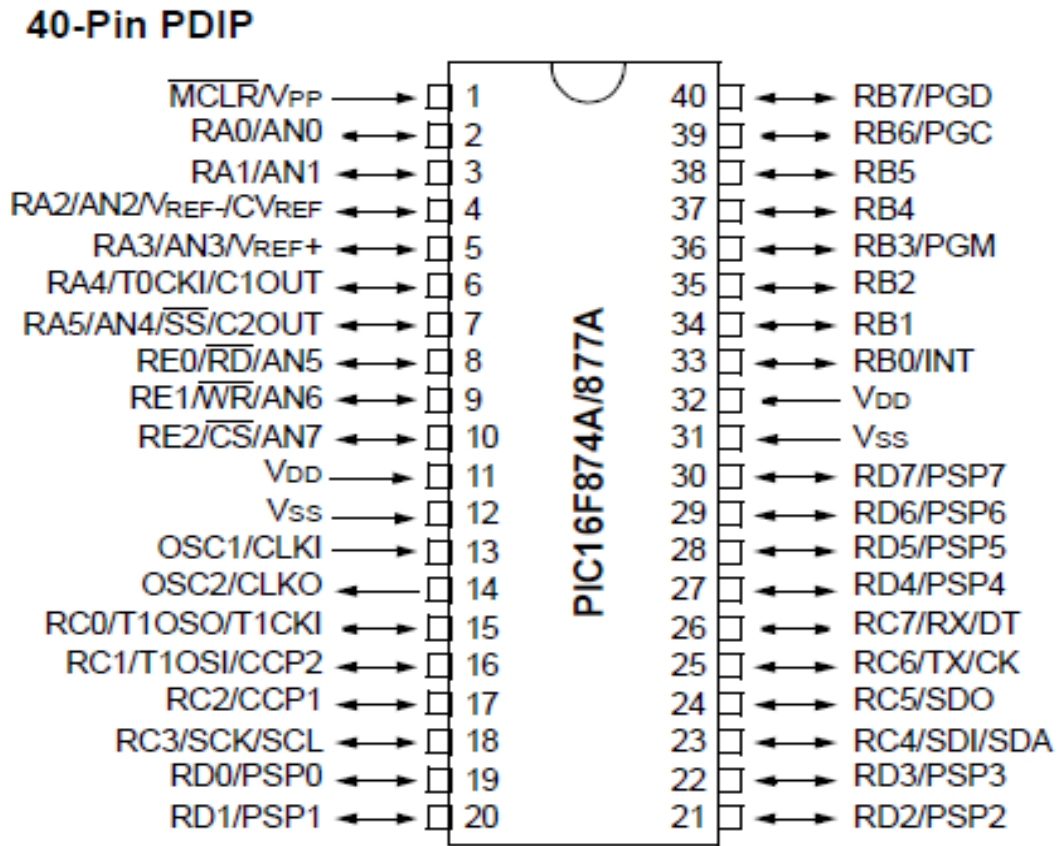 40-Pin PDIP
MCLR/VPP 1 40 RB7/PGD
RA0/AN0 2 39 RB6/PGC
RA1/AN1 3 38 RB5
RA2/AN2/VREF-/CVREF 4 37 RB4
RA3/AN3/VREF+ 5 36 RB3/PGM
RA4/T0CKI/C1OUT 6 35 RB2
RA5/AN4/SS/C2OUT 7 34 RB1
RE0/RD/AN5 8 33 RB0/INT
RE1/WR/AN6 9 32 VDD
RE2/CS/AN7 10 31 VSS
VDD 11 30 RD7/PSP7
VSS 12 29 RD6/PSP6
OSC1/CLKI 13 28 RD5/PSP5
OSC2/CLKO 14 27 RD4/PSP4
RC0/T1OSO/T1CKI 15 26 RC7/RX/DT
RC1/T1OSI/CCP2 16 25 RC6/TX/CK
RC2/CCP1 17 24 RC5/SDO
RC3/SCK/SCL 18 23 RC4/SDI/SDA
RD0/PSP0 19 22 RD3/PSP3
RD1/PSP1 20 21 RD2/PSP2
PIC16F874A/877A